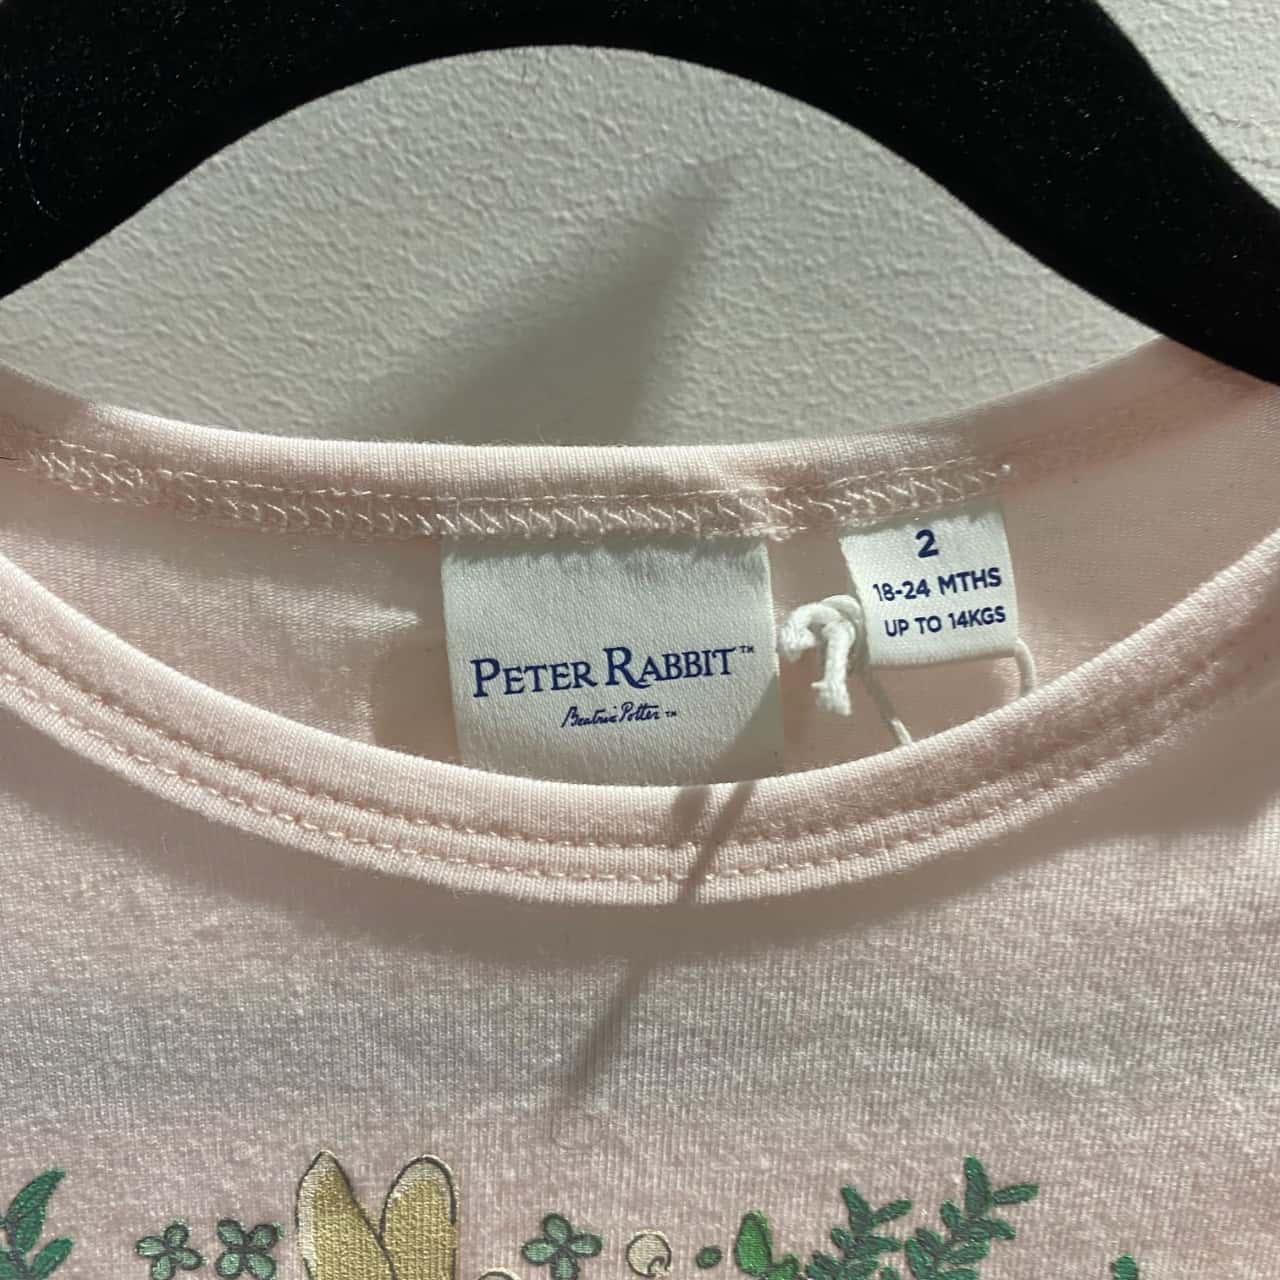 PETER RABBIT™
Beatrix Potter™
2
18-24 MTHS
UP TO 14KGS